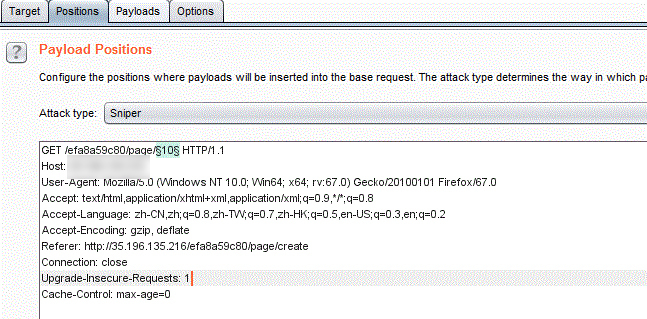 Target Positions Payloads Options
? Payload Positions
Configure the positions where payloads will be inserted into the base request. The attack type determines the way in which pa
Attack type: Sniper
GET /efa8a59c80/page/§10§ HTTP/1.1
Host:
User-Agent: Mozilla/5.0 (Windows NT 10.0; Win64; x64; rv:67.0) Gecko/20100101 Firefox/67.0
Accept: text/html,application/xhtml+xml,application/xml;q=0.9,*/*;q=0.8
Accept-Language: zh-CN,zh;q=0.8,zh-TW;q=0.7,zh-HK;q=0.5,en-US;q=0.3,en;q=0.2
Accept-Encoding: gzip, deflate
Referer: http://35.196.135.216/efa8a59c80/page/create
Connection: close
Upgrade-Insecure-Requests: 1
Cache-Control: max-age=0